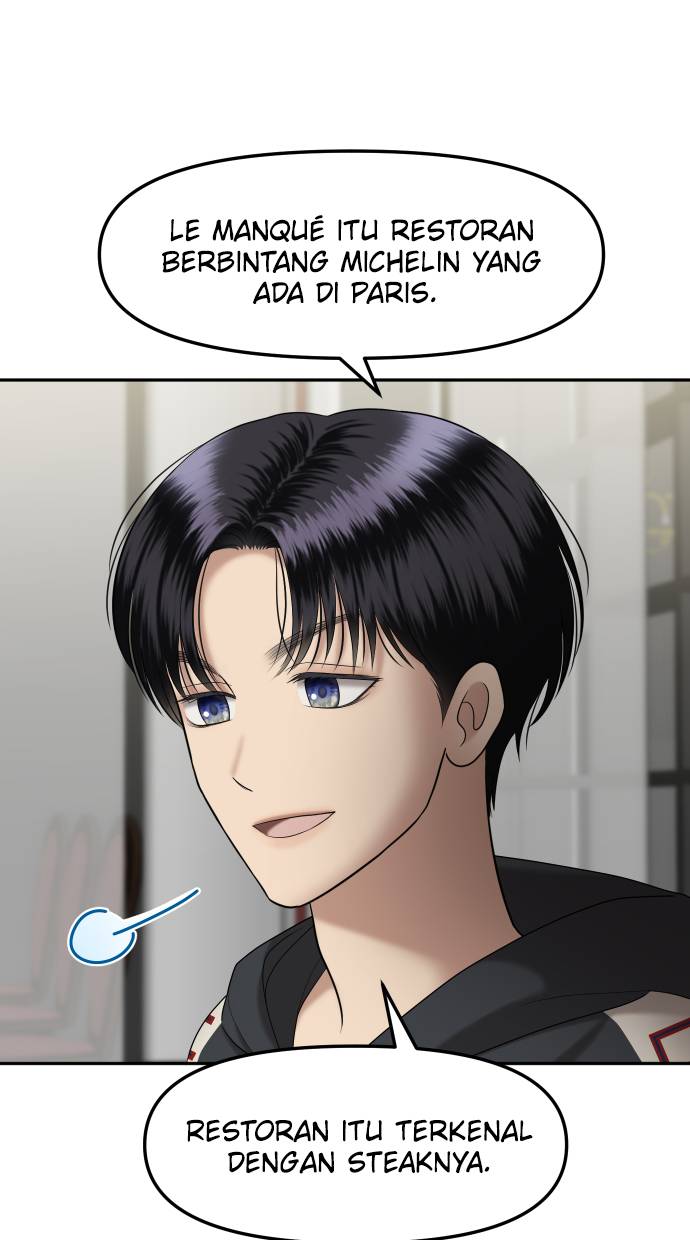 LE MANQUÉ ITU RESTORAN
BERBINTANG MICHELIN YANG
ADA DI PARIS.
RESTORAN ITU TERKENAL
DENGAN STEAKNYA.